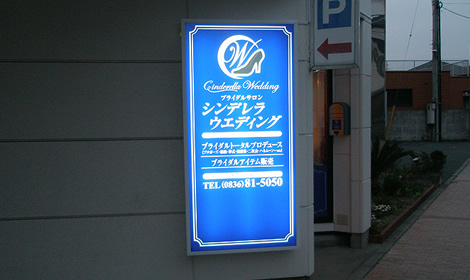 P
W
Cinderella Wedding
ブライダルサロン
シンデレラ
ウエディング
ブライダルトータルプロデュース
ブライダルアイテム販売
TEL (0836) 81-5050